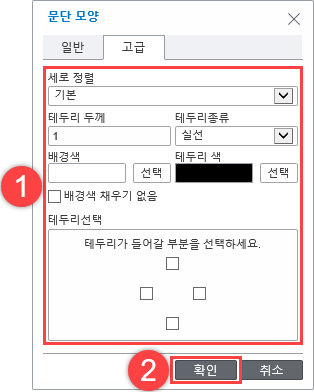 문단 모양
일반 고급
세로 정렬
기본
테두리 두께 테두리종류
1 실선
배경색 테두리 색
선택 선택
1
배경색 채우기 없음
테두리선택
테두리가 들어갈 부분을 선택하세요.
2 확인 취소